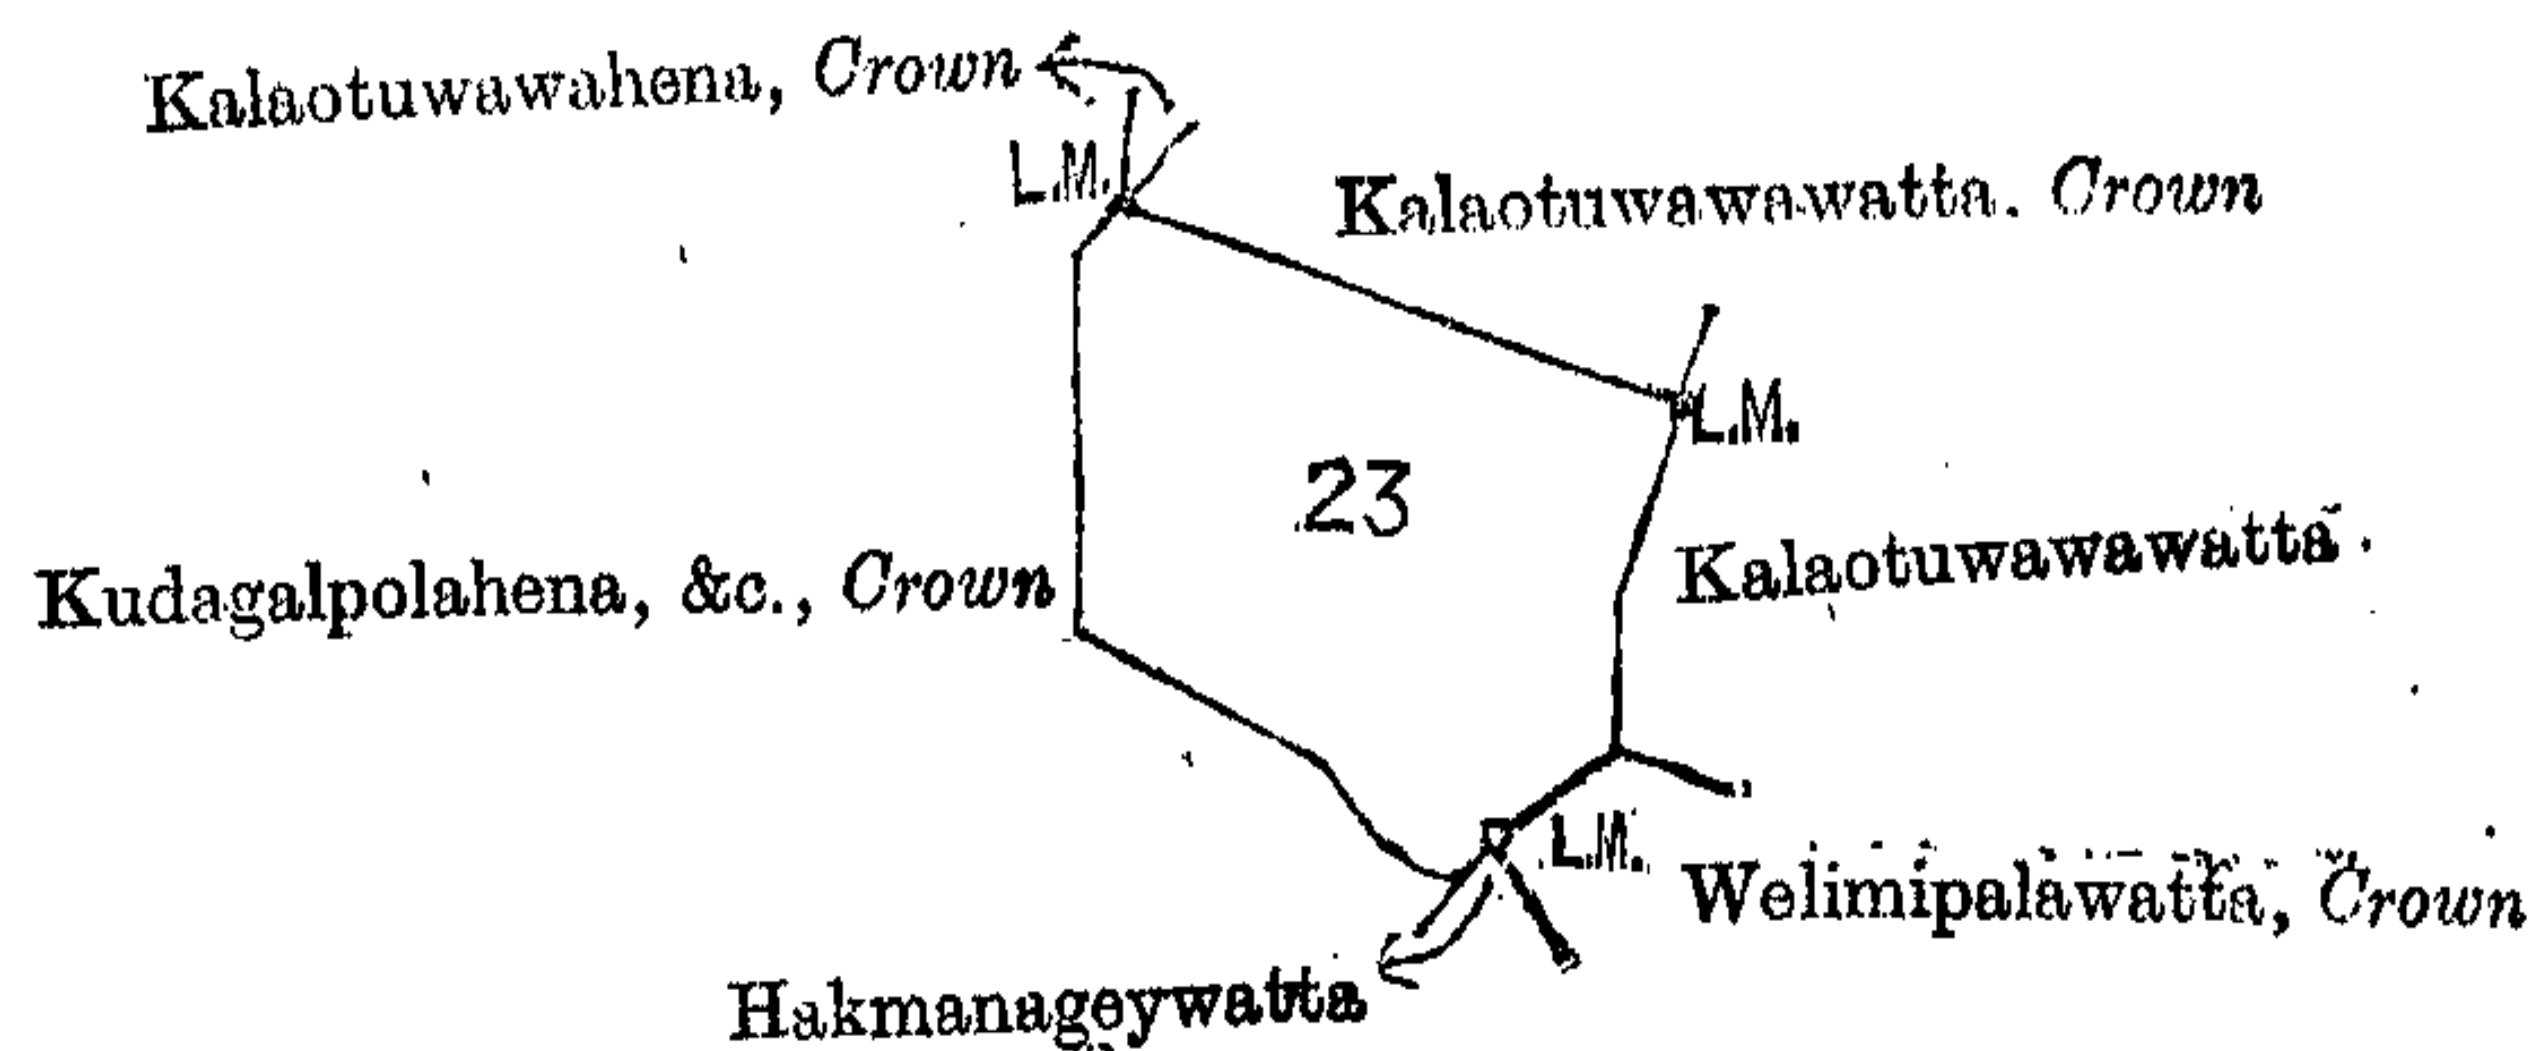 Kalaotuwawahena, Crown
L.M.
Kalaotuwawawatta. Crown
L.M.
23
Kalaotuwawawatta
Kudagalpolahena, &c., Crown
L.M.
Welimipalawatta, Crown
Hakmanageywatta